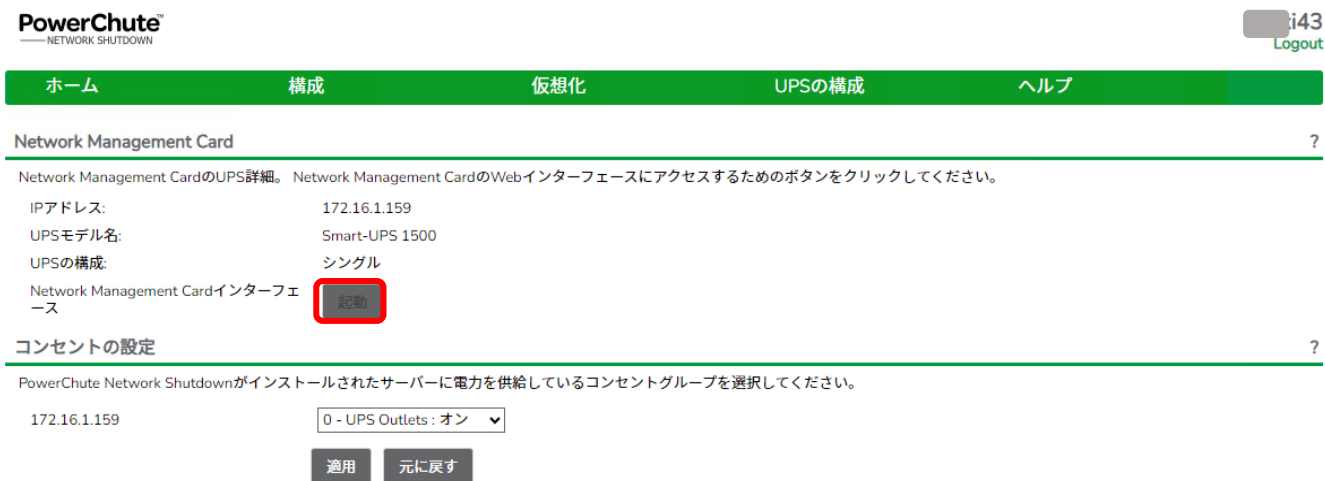 PowerChute™
NETWORK SHUTDOWN
i43
Logout
ホーム 構成 仮想化 UPSの構成 ヘルプ
Network Management Card ?
Network Management CardのUPS詳細。 Network Management CardのWebインターフェースにアクセスするためのボタンをクリックしてください。
IPアドレス: 172.16.1.159
UPSモデル名: Smart-UPS 1500
UPSの構成: シングル
Network Management Cardインターフェ
ース 起動
コンセントの設定 ?
PowerChute Network Shutdownがインストールされたサーバーに電力を供給しているコンセントグループを選択してください。
172.16.1.159 0 - UPS Outlets : オン
適用 元に戻す